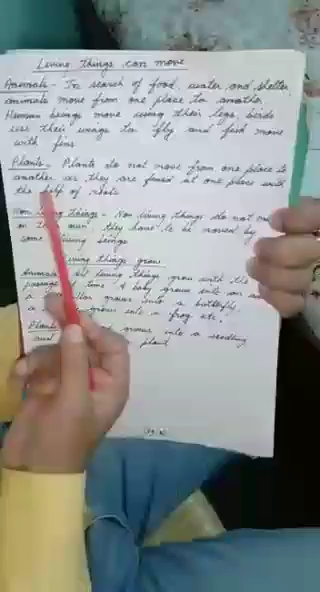 Living things can move
Animals - In search of food, water and shelter
animals move from one place to another.
Human beings move using their legs, birds
use their wings to fly and fish move
with fins.
Plants - Plants do not move from one place to
another as they are fixed at one place with
the help of roots.
Non living things - Non living things do not move
on their own they have to be moved by
some living beings
Living things grow
Animals all living things grow with the
passage of time. A baby grows into an
a grows into a butterfly,
a grows into a frog etc.
Plants grows into a seedling
and plant.